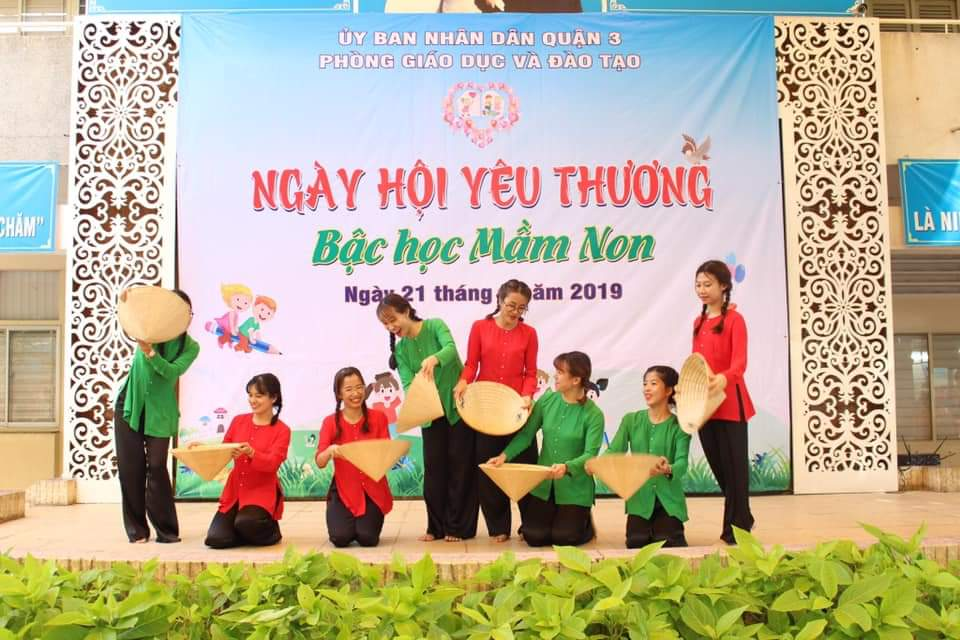 ỦY BAN NHÂN DÂN QUẬN 3
PHÒNG GIÁO DỤC VÀ ĐÀO TẠO
NGÀY HỘI YÊU THƯƠNG
Bậc học Mầm Non
Ngày 21 tháng năm 2019
CHĂM"
LÀ NI